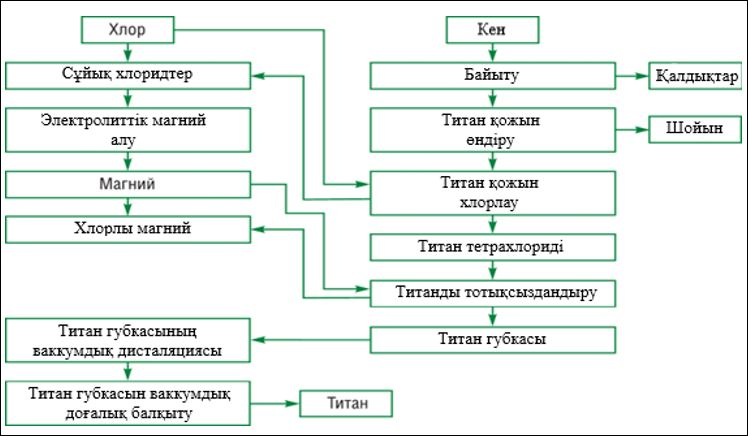 Хлор
Кен
Сұйық хлоридтер
Байыту
Қалдықтар
Электролиттік магний
алу
Титан қожын
өндіру
Шойын
Магний
Титан қожын
хлорлау
Хлорлы магний
Титан тетрахлориді
Титанды тотықсыздандыру
Титан губкасының
ваккумдық дисталяциясы
Титан губкасы
Титан губкасын ваккумдық
доғалық балқыту
Титан